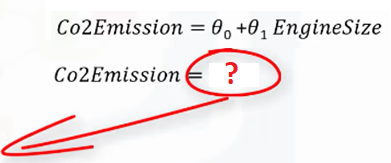 Co2Emission = θ₀ +θ₁ EngineSize
Co2Emission = ?